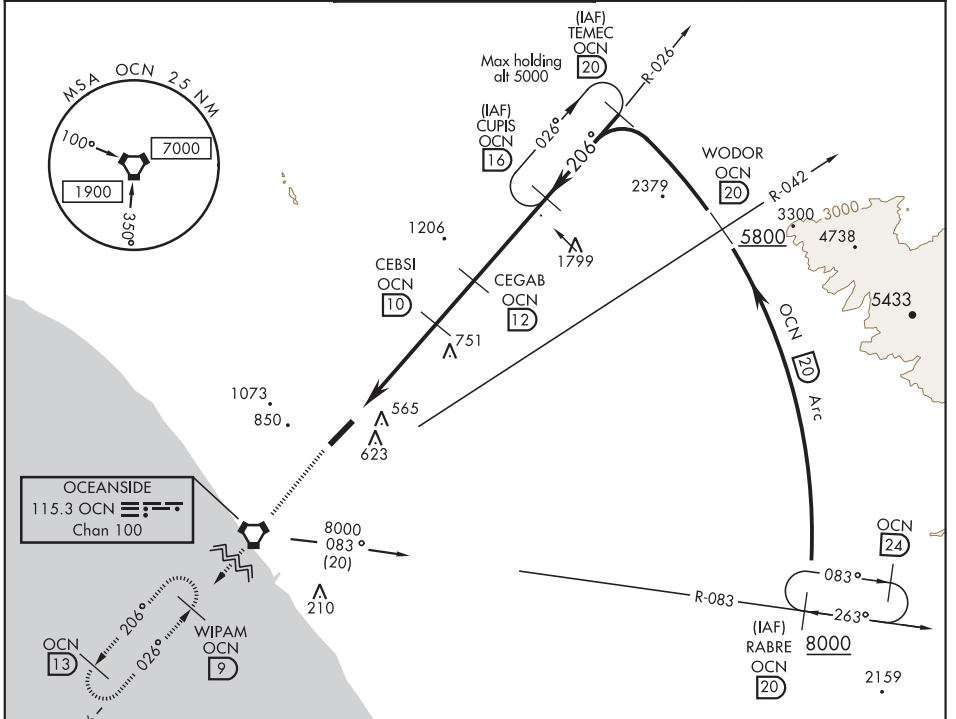 MSA OCN 25 NM
100°
7000
1900
350°
(IAF)
TEMEC
OCN
20
Max holding
alt 5000
R-026
(IAF)
CUPIS
OCN
16
026°
206°
WODOR
OCN
20
R-042
2379
5800
3300
3000
4738
5433
1206
1799
CEBSI
OCN
10
CEGAB
OCN
12
751
OCN 20 Arc
1073
850
565
623
OCEANSIDE
115.3 OCN
Chan 100
8000
083°
(20)
210
OCN
24
083°
263°
R-083
(IAF)
RABRE
OCN
20
8000
2159
206°
026°
OCN
13
WIPAM
OCN
9